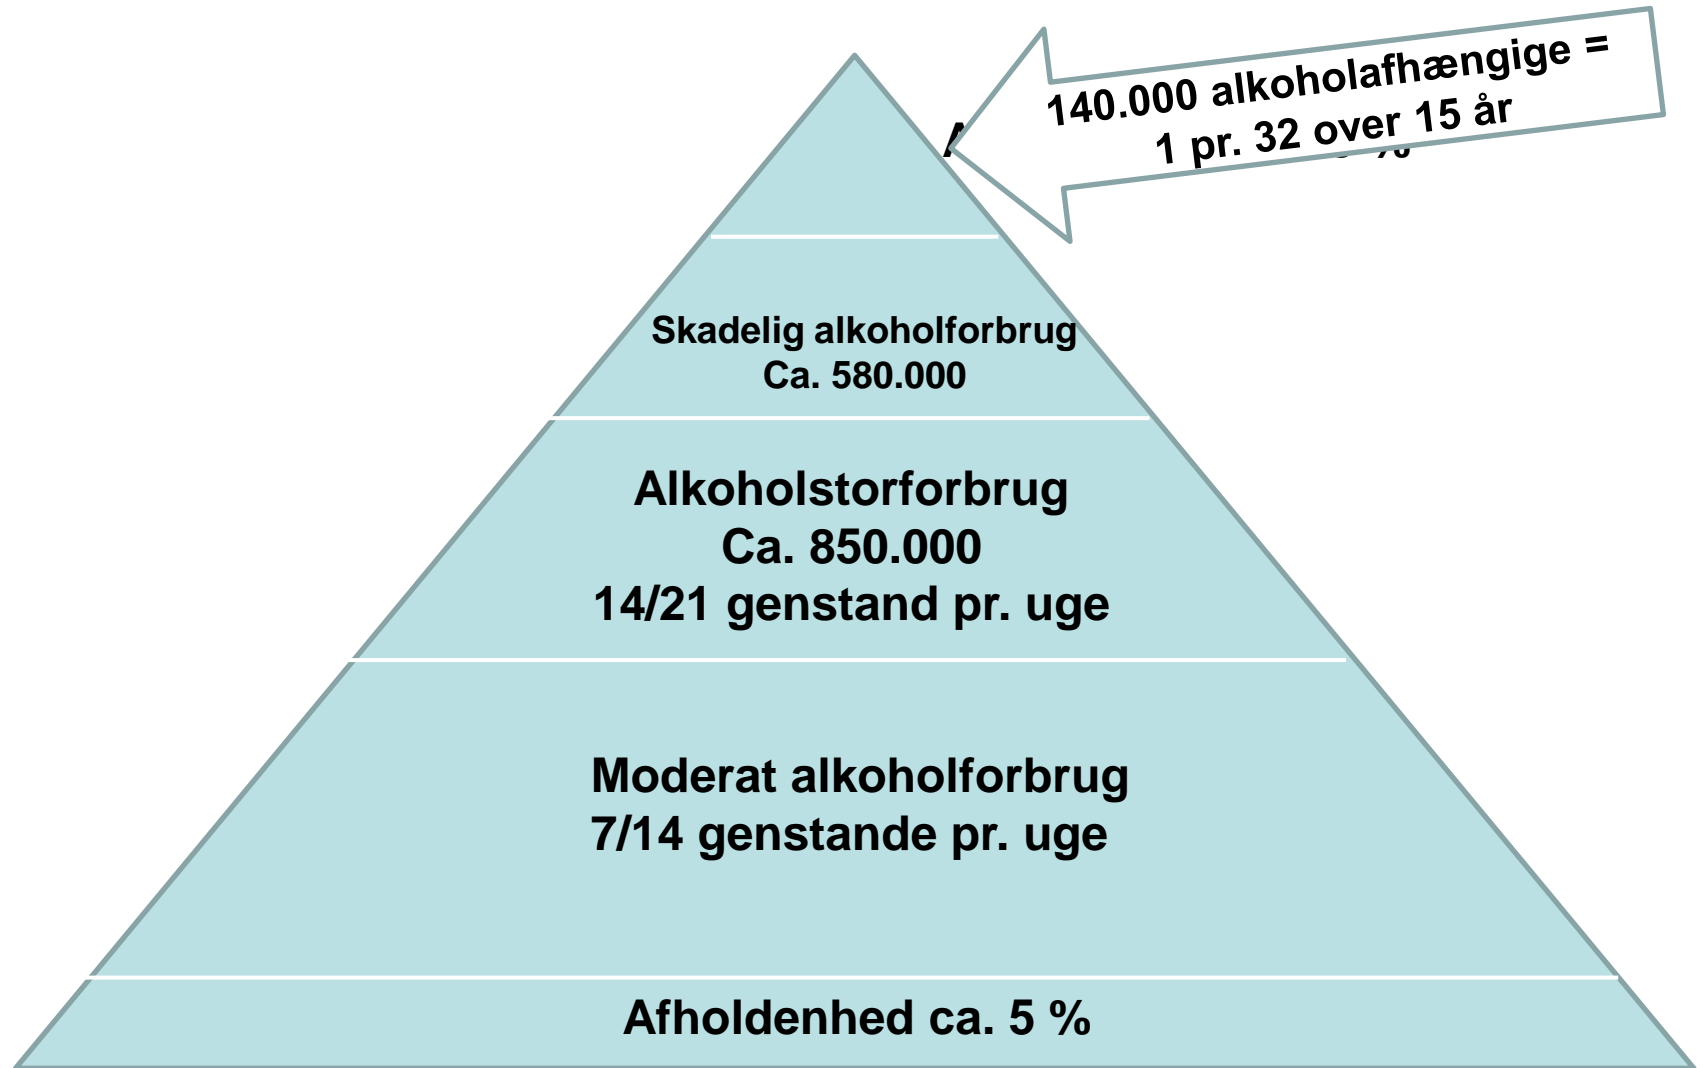 140.000 alkoholafhængige =
1 pr. 32 over 15 år
Skadelig alkoholforbrug
Ca. 580.000
Alkoholstorforbrug
Ca. 850.000
14/21 genstand pr. uge
Moderat alkoholforbrug
7/14 genstande pr. uge
Afholdenhed ca. 5 %